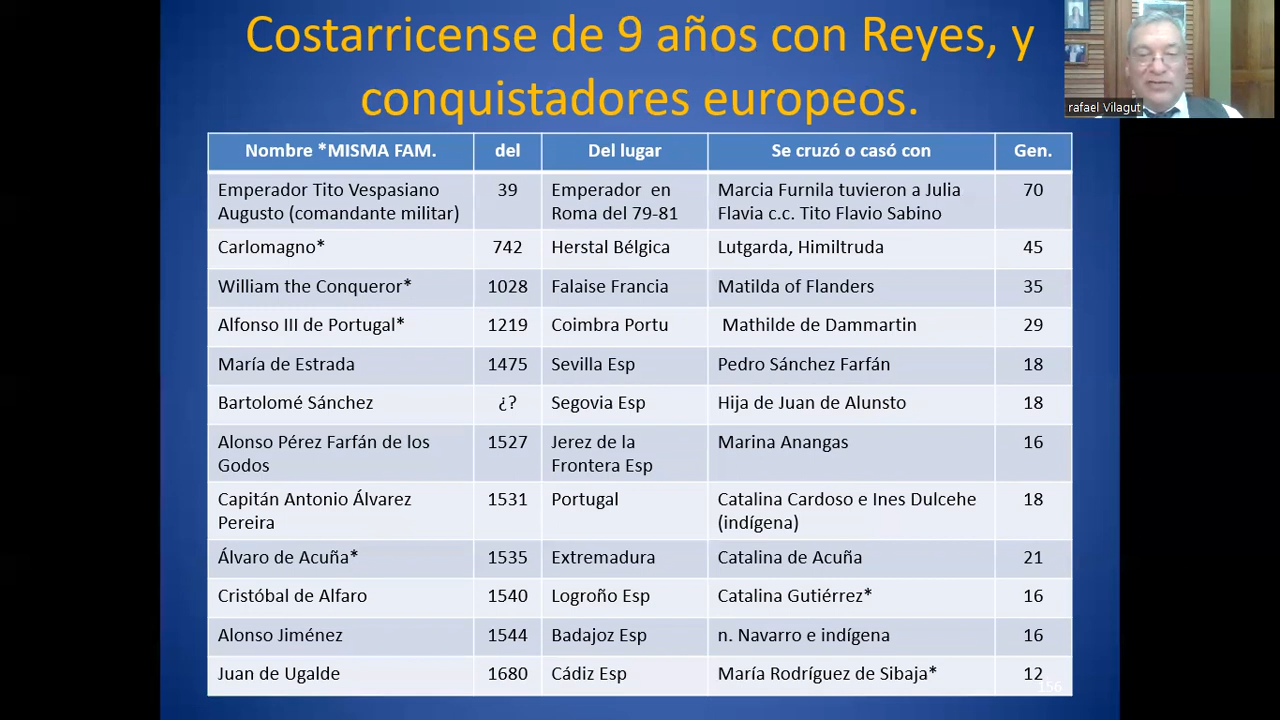 Costarricense de 9 años con Reyes, y
conquistadores europeos.
rafael Vilagut
Nombre *MISMA FAM. del Del lugar Se cruzó o casó con Gen.
Emperador Tito Vespasiano 39 Emperador en Marcia Furnila tuvieron a Julia 70
Augusto (comandante militar) Roma del 79-81 Flavia c.c. Tito Flavio Sabino
Carlomagno* 742 Herstal Bélgica Lutgarda, Himiltruda 45
William the Conqueror* 1028 Falaise Francia Matilda of Flanders 35
Alfonso III de Portugal* 1219 Coimbra Portu Mathilde de Dammartin 29
María de Estrada 1475 Sevilla Esp Pedro Sánchez Farfán 18
Bartolomé Sánchez ¿? Segovia Esp Hija de Juan de Alunsto 18
Alonso Pérez Farfán de los 1527 Jerez de la Marina Anangas 16
Godos Frontera Esp
Capitán Antonio Álvarez 1531 Portugal Catalina Cardoso e Ines Dulcehe 18
Pereira (indígena)
Álvaro de Acuña* 1535 Extremadura Catalina de Acuña 21
Cristóbal de Alfaro 1540 Logroño Esp Catalina Gutiérrez* 16
Alonso Jiménez 1544 Badajoz Esp n. Navarro e indígena 16
Juan de Ugalde 1680 Cádiz Esp María Rodríguez de Sibaja* 12
156